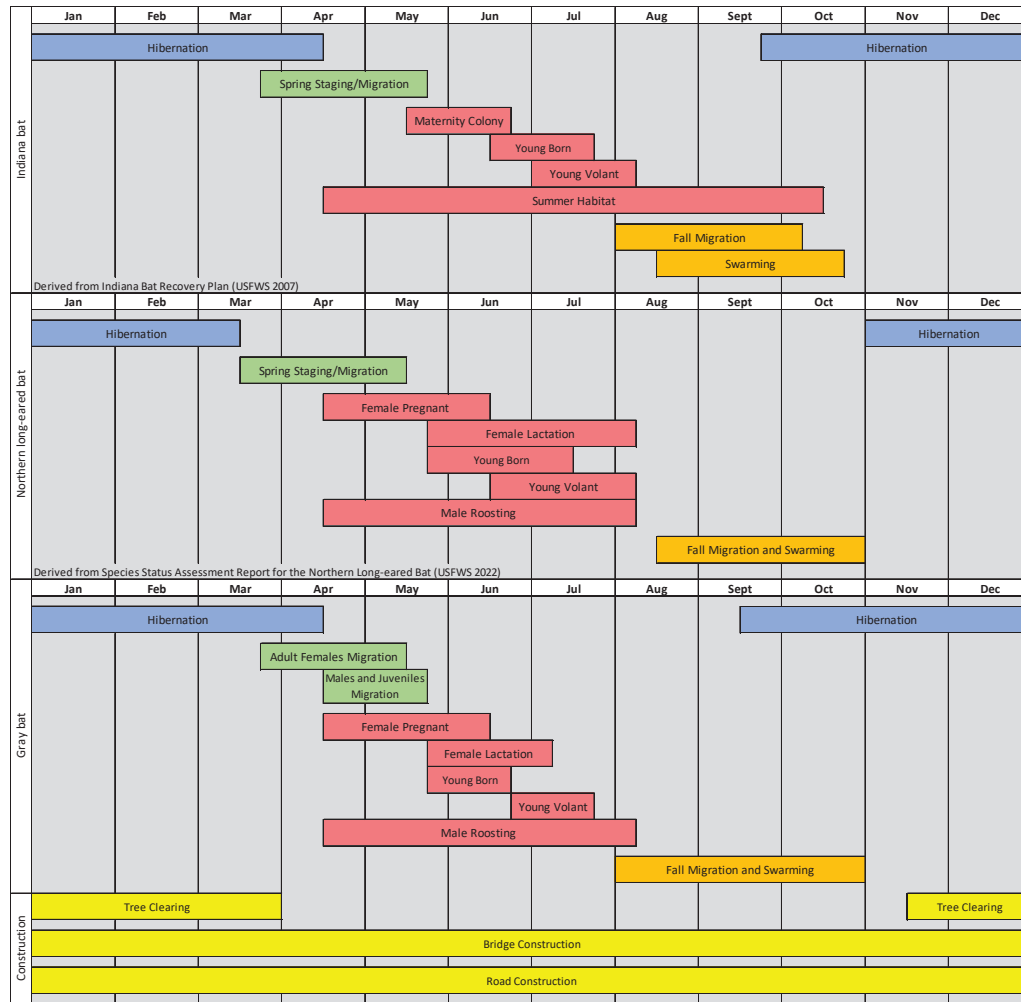 Jan Feb Mar Apr May Jun Jul Aug Sept Oct Nov Dec
Indiana bat
Hibernation Hibernation
Spring Staging/Migration
Maternity Colony
Young Born
Young Volant
Summer Habitat
Fall Migration
Swarming
Derived from Indiana Bat Recovery Plan (USFWS 2007)
Jan Feb Mar Apr May Jun Jul Aug Sept Oct Nov Dec
Northern long-eared bat
Hibernation Hibernation
Spring Staging/Migration
Female Pregnant
Female Lactation
Young Born
Young Volant
Male Roosting
Fall Migration and Swarming
Derived from Species Status Assessment Report for the Northern Long-eared Bat (USFWS 2022)
Jan Feb Mar Apr May Jun Jul Aug Sept Oct Nov Dec
Gray bat
Hibernation Hibernation
Adult Females Migration
Males and Juveniles
Migration
Female Pregnant
Female Lactation
Young Born
Young Volant
Male Roosting
Fall Migration and Swarming
Construction
Tree Clearing Tree Clearing
Bridge Construction
Road Construction